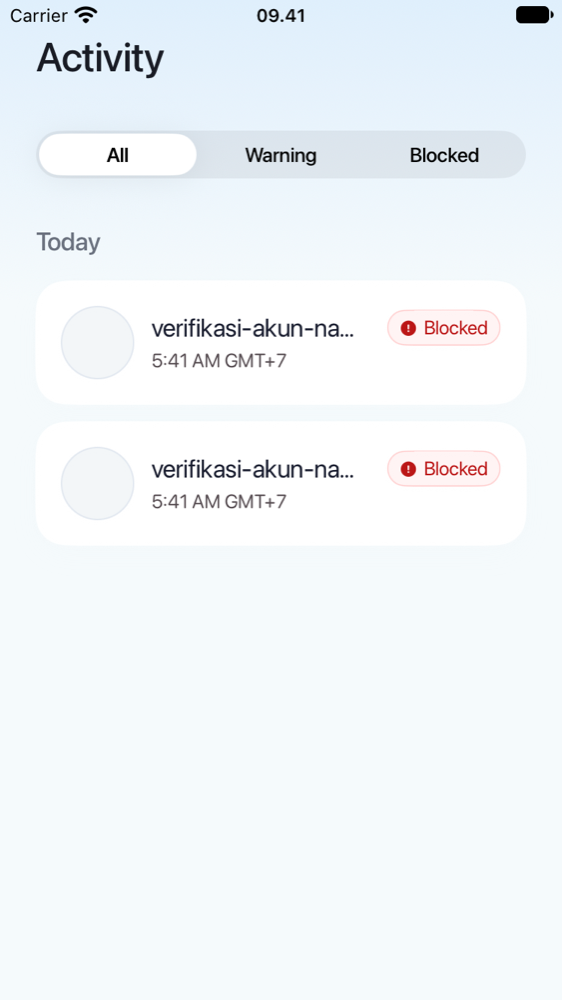 Carrier 09.41
Activity
All Warning Blocked
Today
verifikasi-akun-na... Blocked
5:41 AM GMT+7
verifikasi-akun-na... Blocked
5:41 AM GMT+7